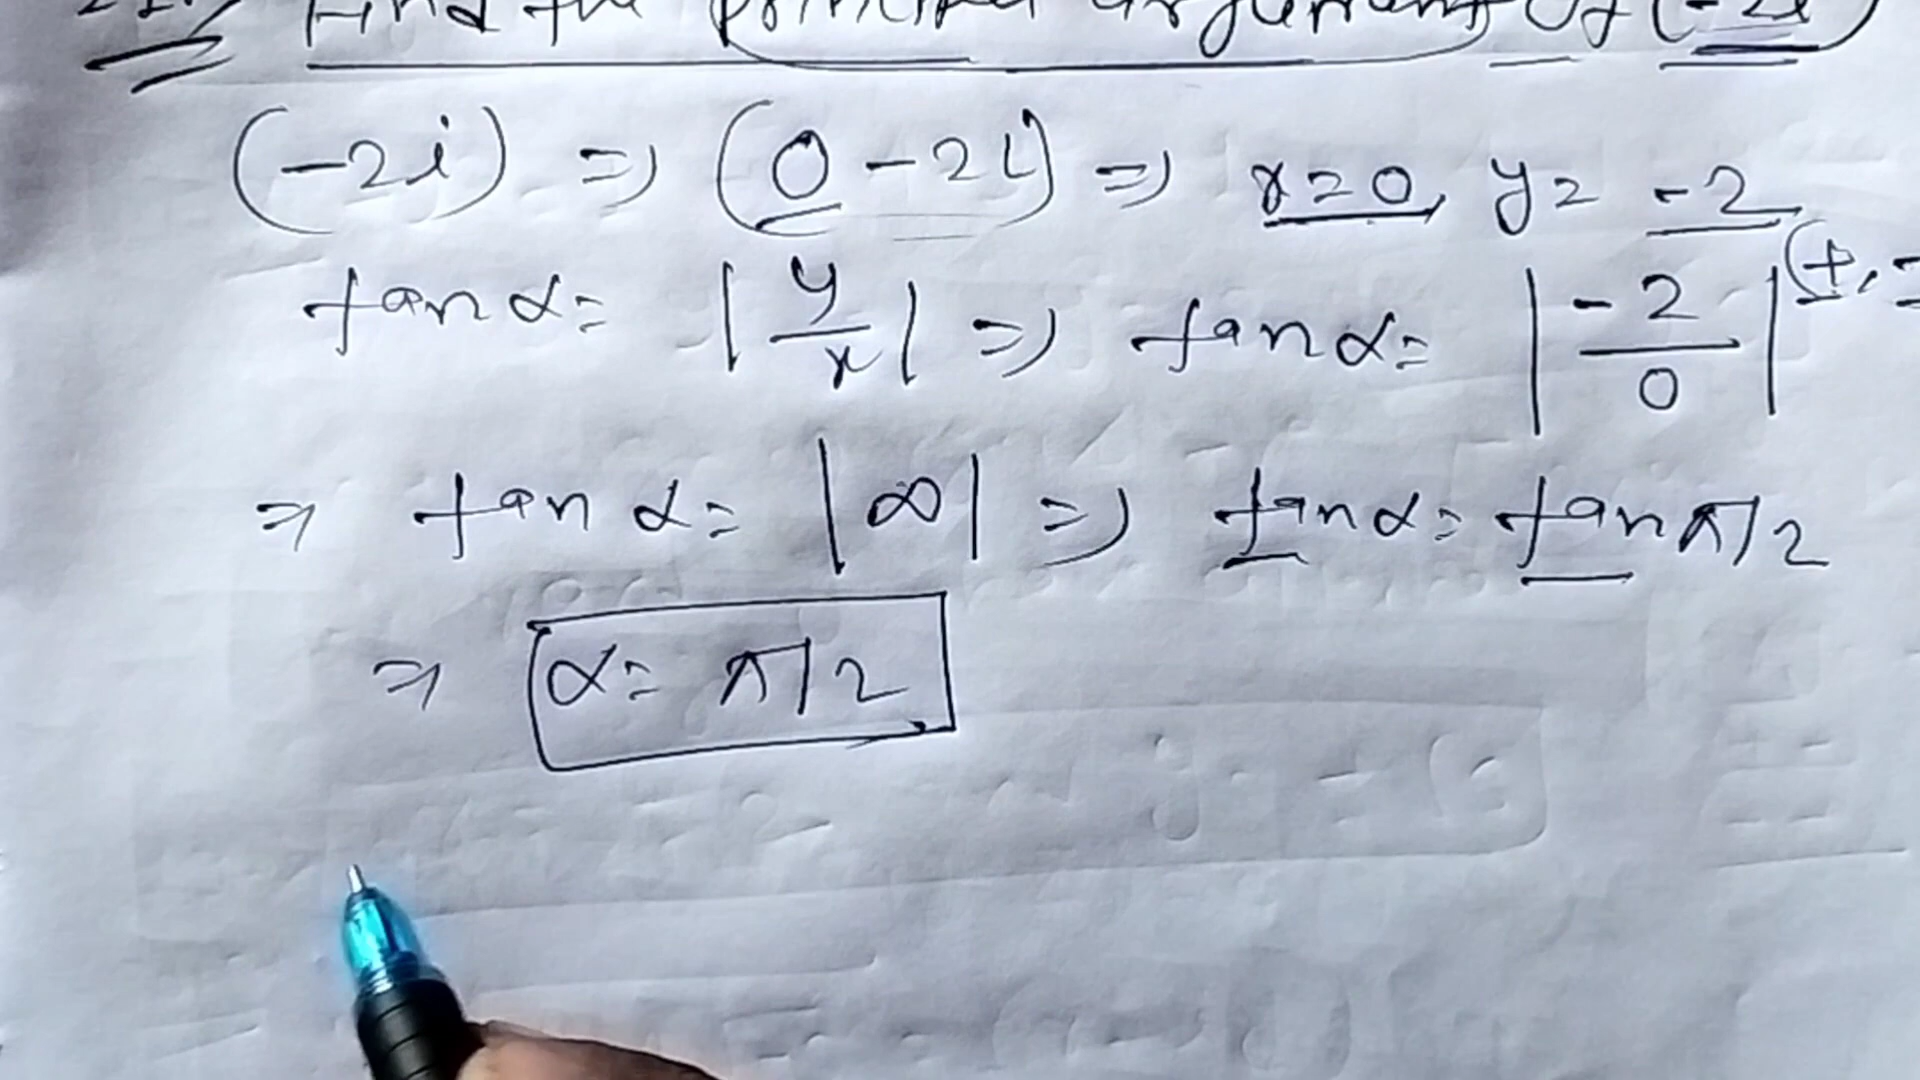 Find the principal argument of (-2i)
(-2i) ⇒ (0 - 2i) ⇒ x=0, y= -2
tan α= |y/x| ⇒ tan α= |-2/0| (+,
⇒ tan α= |∞| ⇒ tan α= tan π/2
⇒ α= π/2